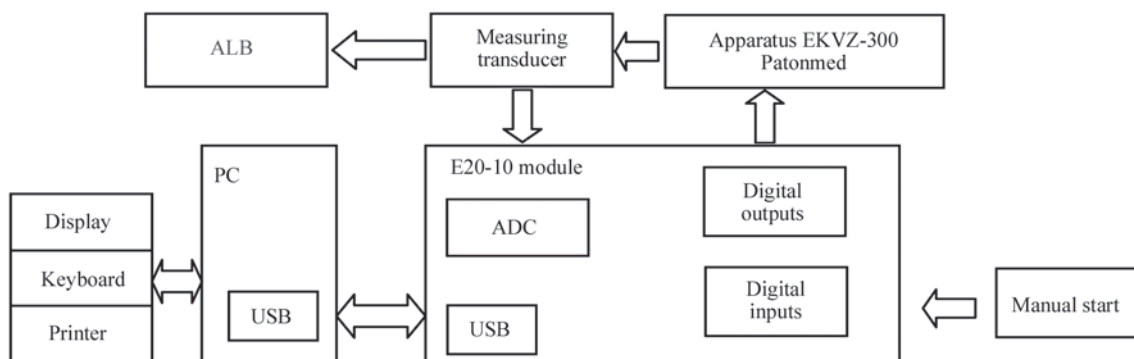 ALB
Measuring
transducer
Apparatus EKVZ-300
Patonmed
PC
E20-10 module
Display
Keyboard
Printer
USB
ADC
USB
Digital
outputs
Digital
inputs
Manual start